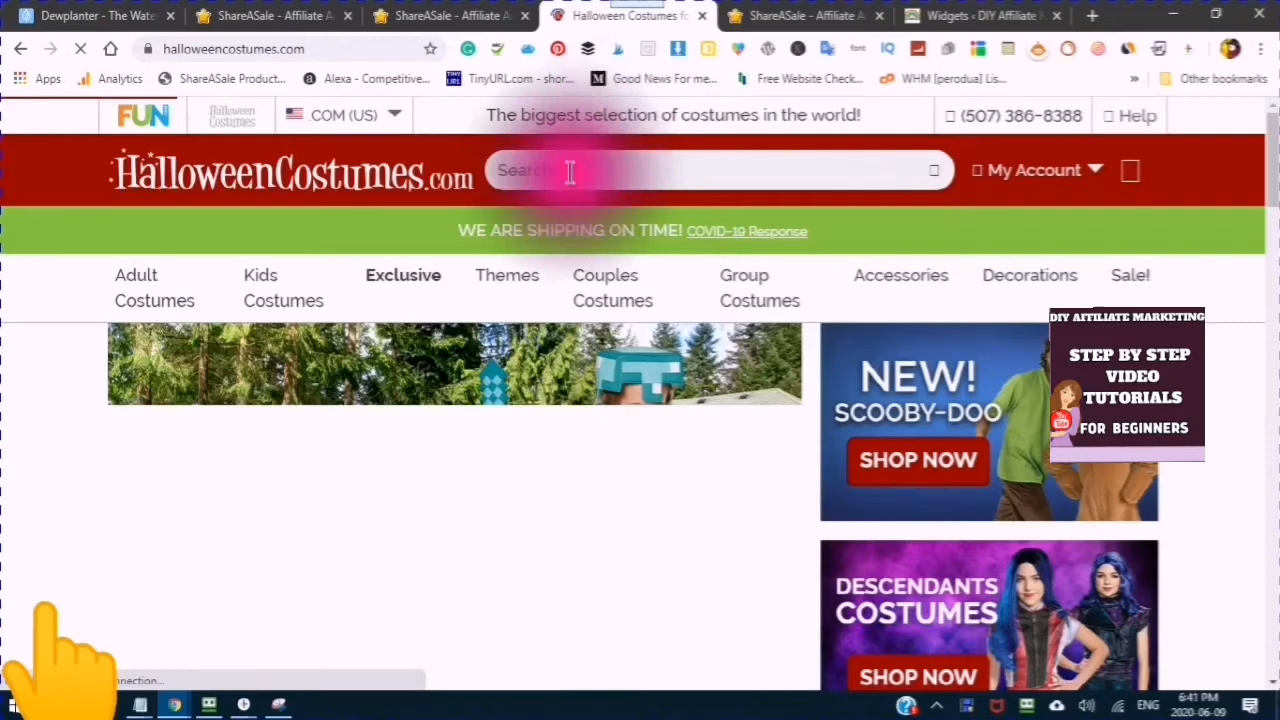 Dewplanter - The Wate
ShareASale - Affiliate
ShareASale - Affiliate A
Halloween Costumes fo
ShareASale - Affiliate A
Widgets < DIY Affiliate
halloweencostumes.com
Apps
Analytics
ShareASale Product...
Alexa - Competitive...
TinyURL.com - shor...
Good News For me...
Free Website Check...
WHM [perodua] Lis...
Other bookmarks
FUN
Halloween
Costumes
.COM (US)
The biggest selection of costumes in the world!
(507) 386-8388
Help
HalloweenCostumes.com
Search
My Account
WE ARE SHIPPING ON TIME! COVID-19 Response
Adult
Costumes
Kids
Costumes
Exclusive
Themes
Couples
Costumes
Group
Costumes
Accessories
Decorations
Sale!
NEW!
SCOOBY-DOO
SHOP NOW
DIY AFFILIATE MARKETING
STEP BY STEP
VIDEO
TUTORIALS
You
Tube
FOR BEGINNERS
DESCENDANTS
COSTUMES
SHOP NOW
nnection...
ENG
6:41 PM
2020-06-09